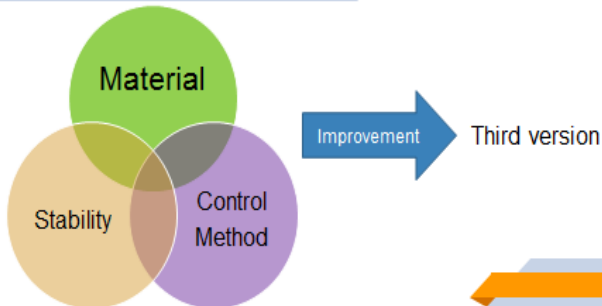 Material
Stability
Control
Method
Improvement
Third version